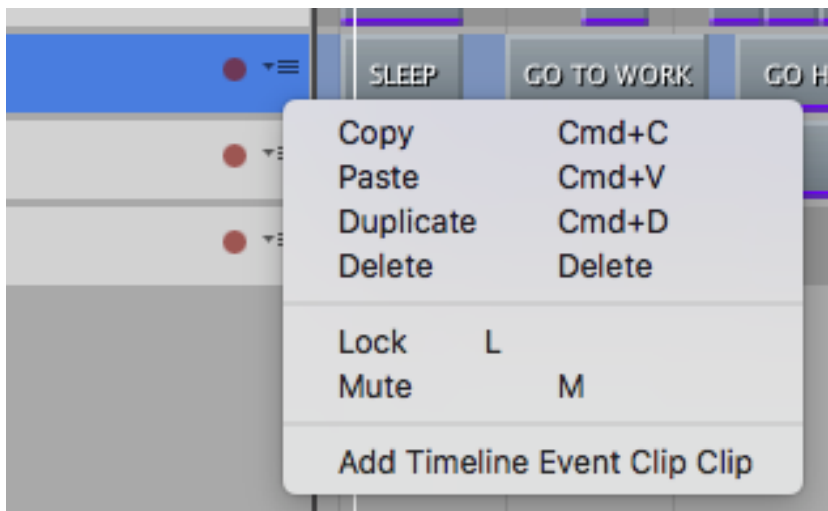 SLEEP GO TO WORK GO H
Copy Cmd+C
Paste Cmd+V
Duplicate Cmd+D
Delete Delete
Lock L
Mute M
Add Timeline Event Clip Clip